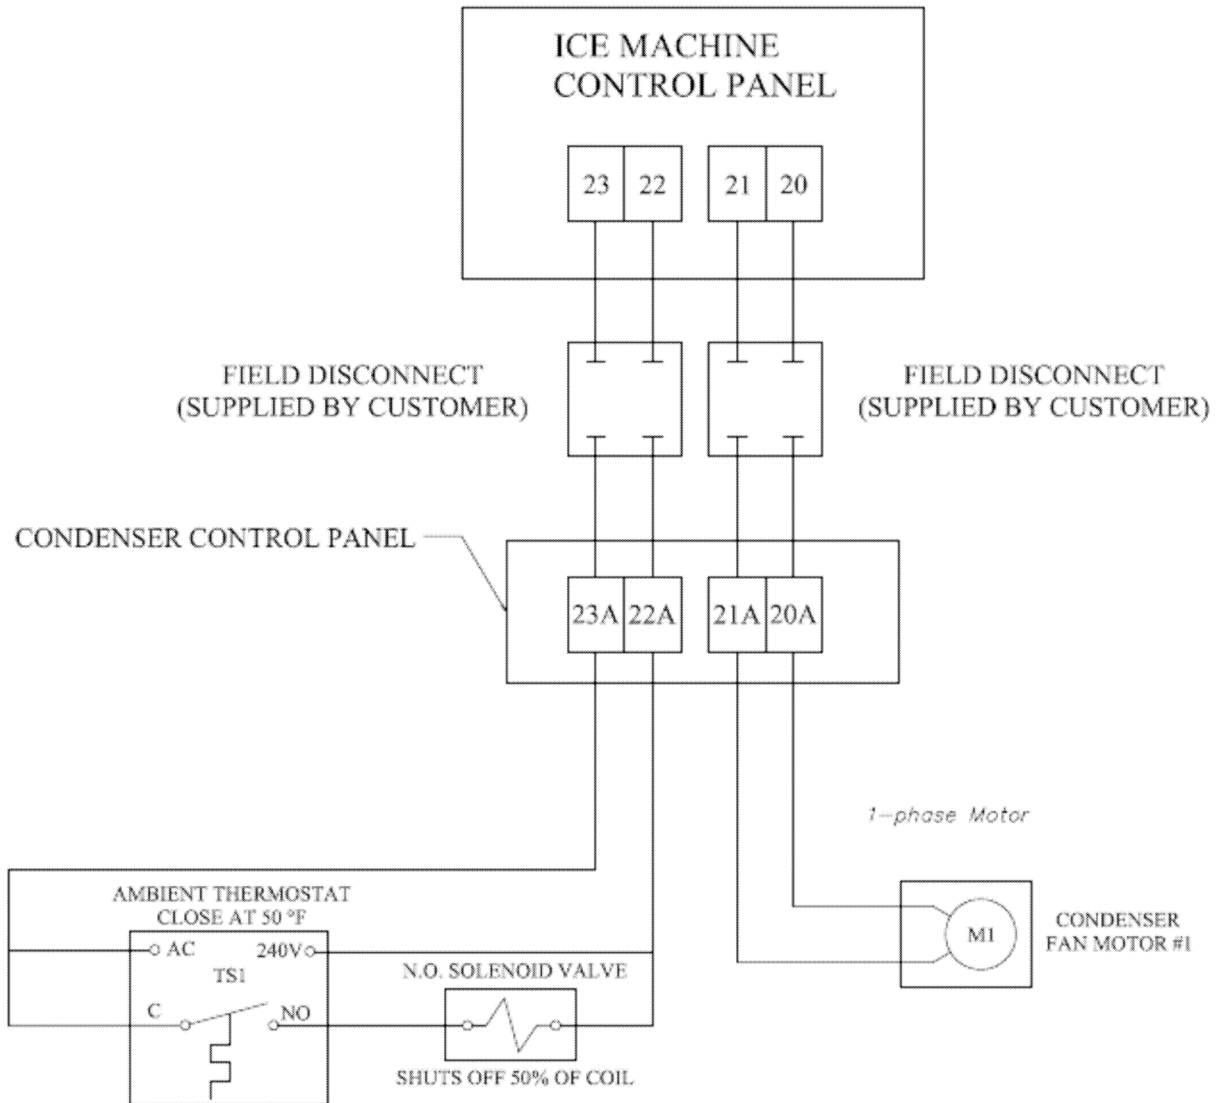 ICE MACHINE
CONTROL PANEL
23 22 21 20
FIELD DISCONNECT
(SUPPLIED BY CUSTOMER)
FIELD DISCONNECT
(SUPPLIED BY CUSTOMER)
CONDENSER CONTROL PANEL
23A 22A 21A 20A
1-phase Motor
AMBIENT THERMOSTAT
CLOSE AT 50 °F
AC 240V
TS1
C NO
N.O. SOLENOID VALVE
SHUTS OFF 50% OF COIL
M1
CONDENSER
FAN MOTOR #1